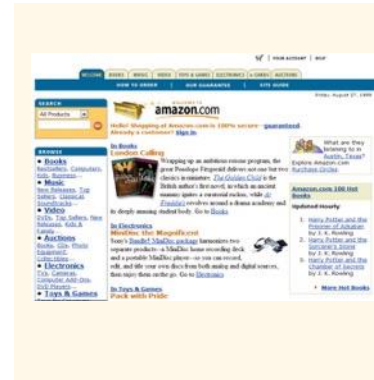 YOUR ACCOUNT | HELP
WELCOME BOOKS MUSIC VIDEO TOYS & GAMES ELECTRONICS e-CARDS AUCTIONS
HOW TO ORDER OUR GUARANTEE SITE GUIDE
Friday, August 27, 1999
SEARCH
All Products
GO
BROWSE
• Books
Bestsellers, Computers,
Kids, Business...
• Music
New Releases, Top
Sellers, Classical,
Soundtracks...
• Video
DVDs, Top Sellers, New
Releases, Kids &
Family...
• Auctions
Books, CDs, Photo
Equipment,
Collectibles...
• Electronics
TVs, Cameras,
Computer Add-Ons,
DVD Players...
• Toys & Games
WELCOME TO
amazon.com
Hello! Shopping at Amazon.com is 100% secure--guaranteed.
Already a customer? Sign in.
In Books
London Calling
Wrapping up an ambitious reissue program, the
great Penelope Fitzgerald delivers not one but two
classics in miniature. The Golden Child is the
British author's first novel, in which an ancient
mummy ignites a curatorial ruckus, while At
Freddie's revolves around a drama academy and
its deeply amusing student body. Go to Books
In Electronics
MiniDisc the Magnificent
Sony's Bundle! MiniDisc package harmonizes two
separate products--a MiniDisc home recording deck
and a portable MiniDisc player--so you can record,
edit, and title your own discs from both analog and digital sources,
then enjoy them on the go. Go to Electronics
In Toys & Games
Pack with Pride
What are they
listening to in
Austin, Texas?
Explore Amazon.com
Purchase Circles
Amazon.com 100 Hot
Books
Updated Hourly
1. Harry Potter and the
Prisoner of Azkaban
by J. K. Rowling
2. Harry Potter and the
Sorcerer's Stone
by J. K. Rowling
3. Harry Potter and the
Chamber of Secrets
by J. K. Rowling
More Hot Books